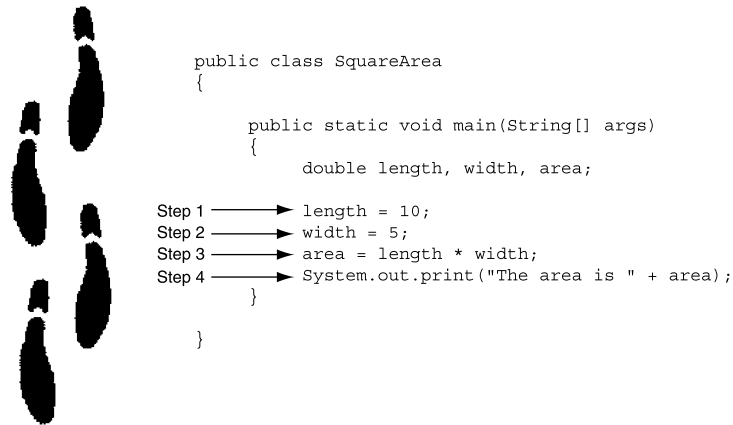 public class SquareArea
{
public static void main(String[] args)
{
double length, width, area;
Step 1 length = 10;
Step 2 width = 5;
Step 3 area = length * width;
Step 4 System.out.print("The area is " + area);
}
}